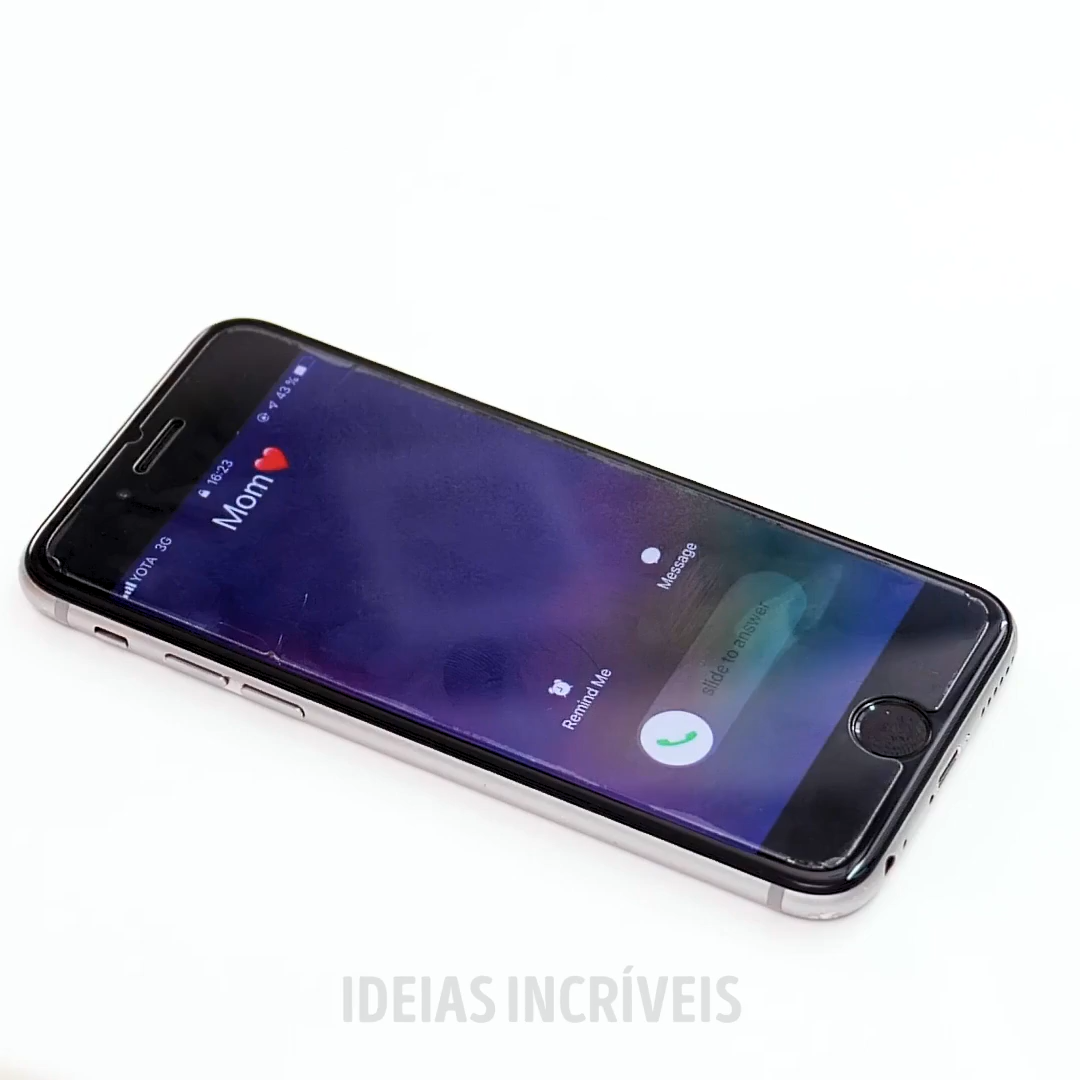 YOTA 3G
16:23
43 %
Mom❤️
Remind Me
Message
slide to answer
IDEIAS INCRÍVEIS